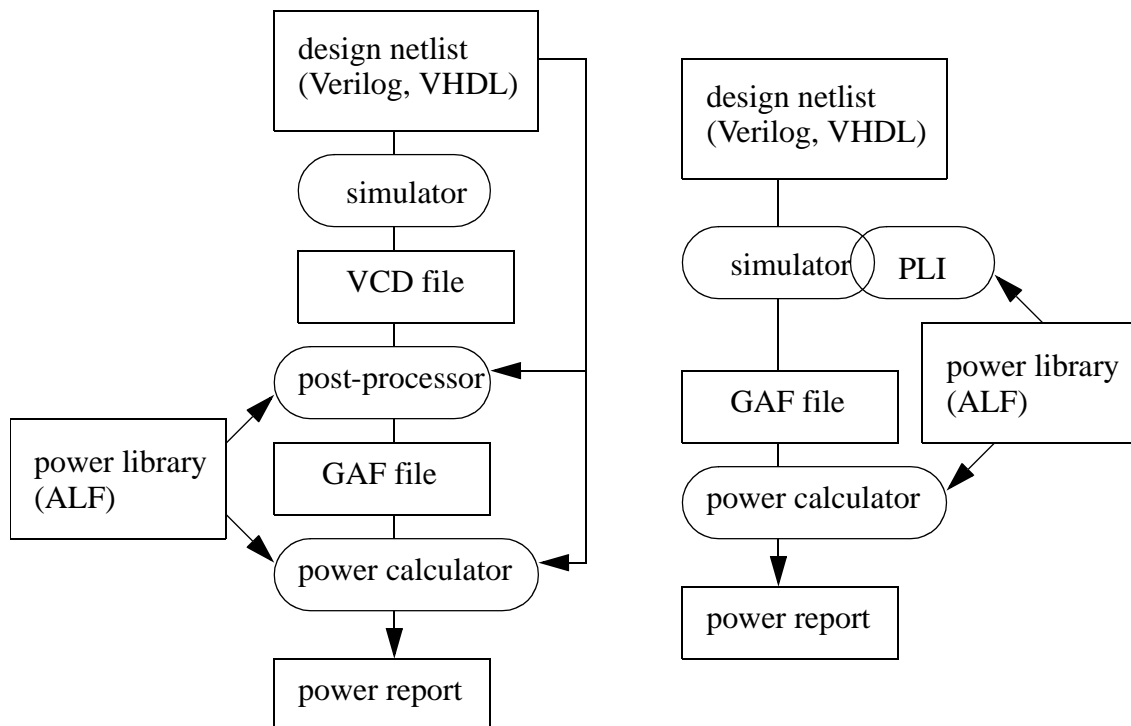 design netlist
(Verilog, VHDL)
simulator
VCD file
post-processor
power library
(ALF)
GAF file
power calculator
power report
design netlist
(Verilog, VHDL)
simulator
PLI
power library
(ALF)
GAF file
power calculator
power report